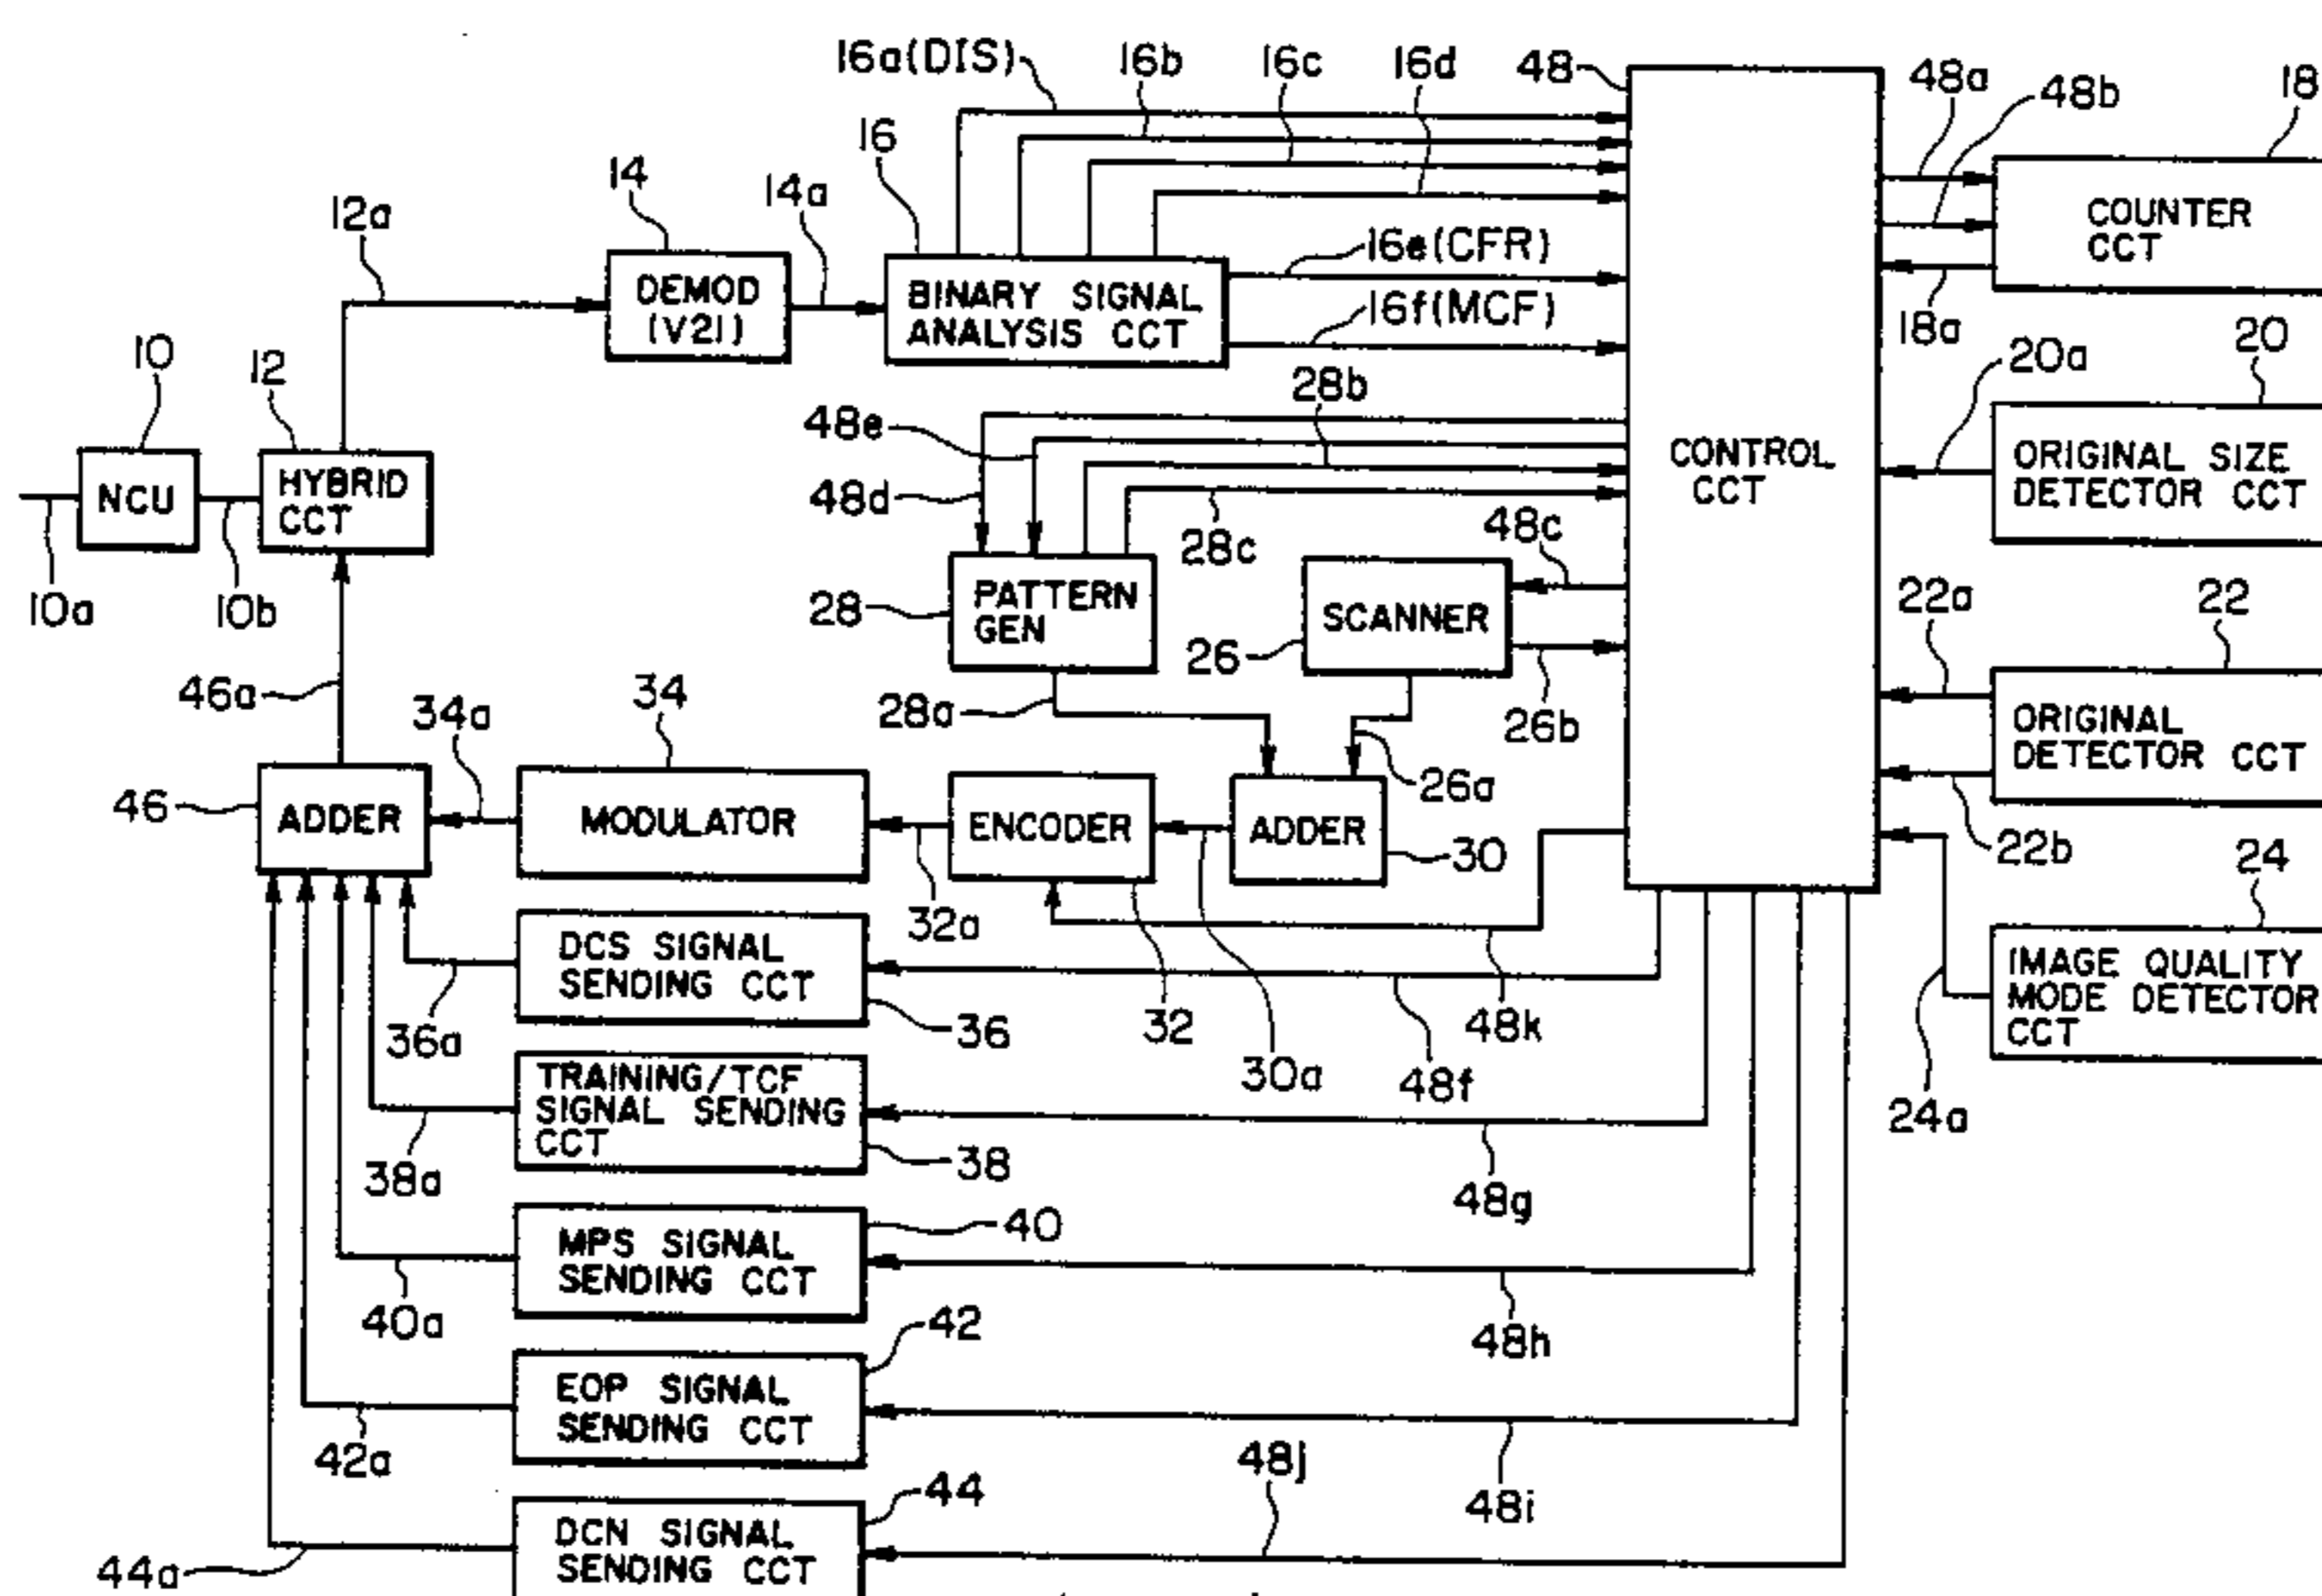 16a(DIS)
16b
16c
16d
48
48a
48b
18
16
14
14a
12a
COUNTER
CCT
DEMOD
(V21)
BINARY SIGNAL
ANALYSIS CCT
16e(CFR)
16f(MCF)
18a
20
20a
10
12
28b
48e
NCU
HYBRID
CCT
48d
CONTROL
CCT
ORIGINAL SIZE
DETECTOR CCT
28c
48c
10a
10b
28
PATTERN
GEN
SCANNER
26
22a
22
46a
34a
34
28a
26b
ORIGINAL
DETECTOR CCT
26a
46
ADDER
MODULATOR
ENCODER
ADDER
30
22b
24
32a
DCS SIGNAL
SENDING CCT
36a
36
32
30a
48k
48f
IMAGE QUALITY
MODE DETECTOR
CCT
24a
TRAINING/TCF
SIGNAL SENDING
CCT
38a
38
48g
MPS SIGNAL
SENDING CCT
40
40a
48h
42
EOP SIGNAL
SENDING CCT
42a
48j
48i
44
DCN SIGNAL
SENDING CCT
44a